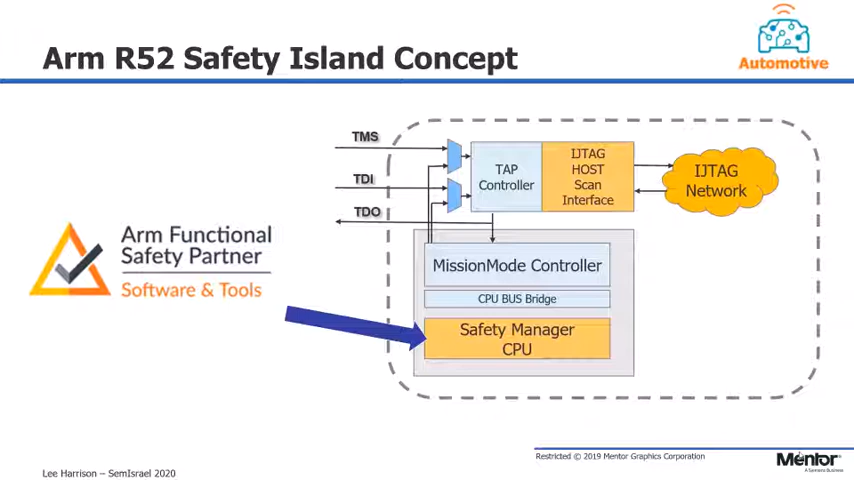 Arm R52 Safety Island Concept
Automotive
TMS
TDI
TDO
TAP
Controller
IJTAG
HOST
Scan
Interface
IJTAG
Network
MissionMode Controller
CPU BUS Bridge
Safety Manager
CPU
Arm Functional
Safety Partner
Software & Tools
Restricted © 2019 Mentor Graphics Corporation
Lee Harrison – SemIsrael 2020
Mentor
A Siemens Business